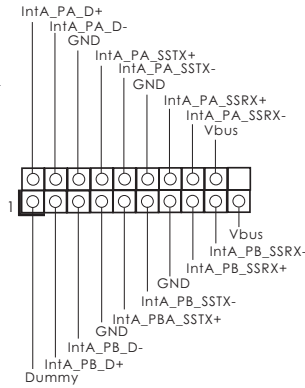 IntA_PA_D+
IntA_PA_D-
GND
IntA_PA_SSTX+
IntA_PA_SSTX-
GND
IntA_PA_SSRX+
IntA_PA_SSRX-
Vbus
1
Vbus
IntA_PB_SSRX-
IntA_PB_SSRX+
GND
IntA_PB_SSTX-
IntA_PBA_SSTX+
GND
IntA_PB_D-
IntA_PB_D+
Dummy